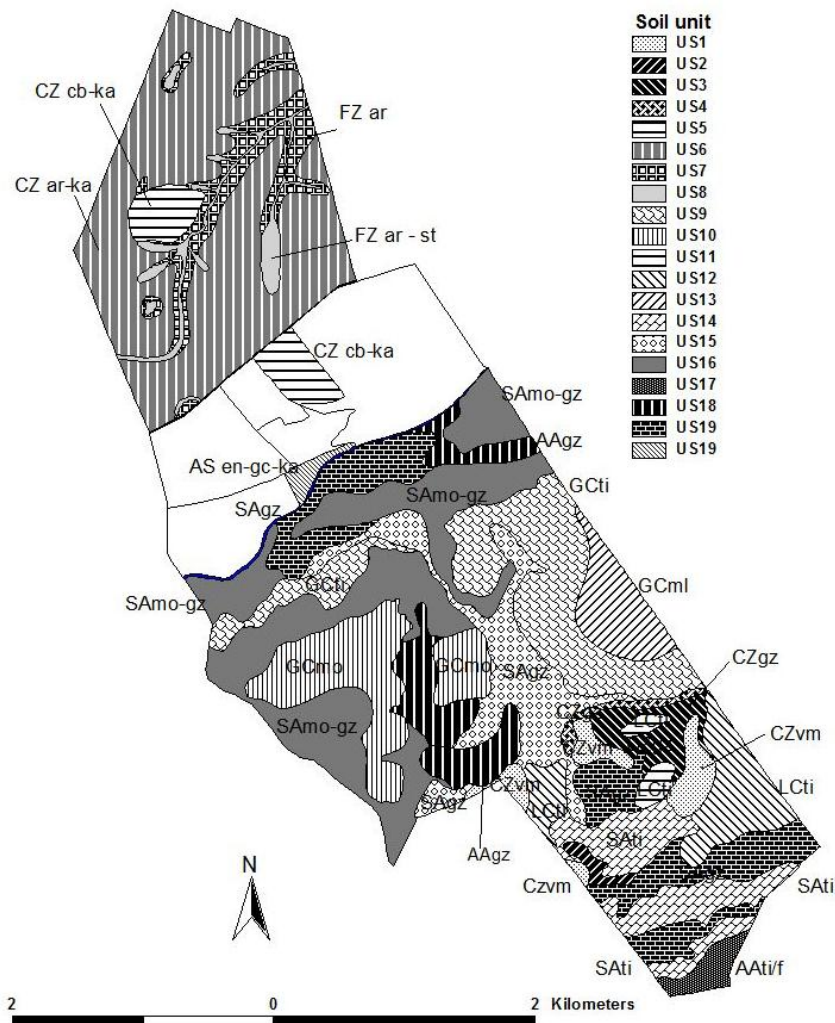 Soil unit
US1
US2
US3
US4
US5
US6
US7
US8
US9
US10
US11
US12
US13
US14
US15
US16
US17
US18
US19
US19
CZ cb-ka
FZ ar
CZ ar-ka
FZ ar - st
CZ cb-ka
SAmo-gz
AAgz
AS en-gc-ka
SAmo-gz
GCti
SAgz
GCti
GCml
SAmo-gz
GCmo
GCmo
SAgz
CZgz
SAmo-gz
CZvm
CZvm
CZvm
LCti
LCti
LCti
SAgz
SAti
AAgz
Czvm
SAti
N
SAti
AAti/f
2 0 2 Kilometers